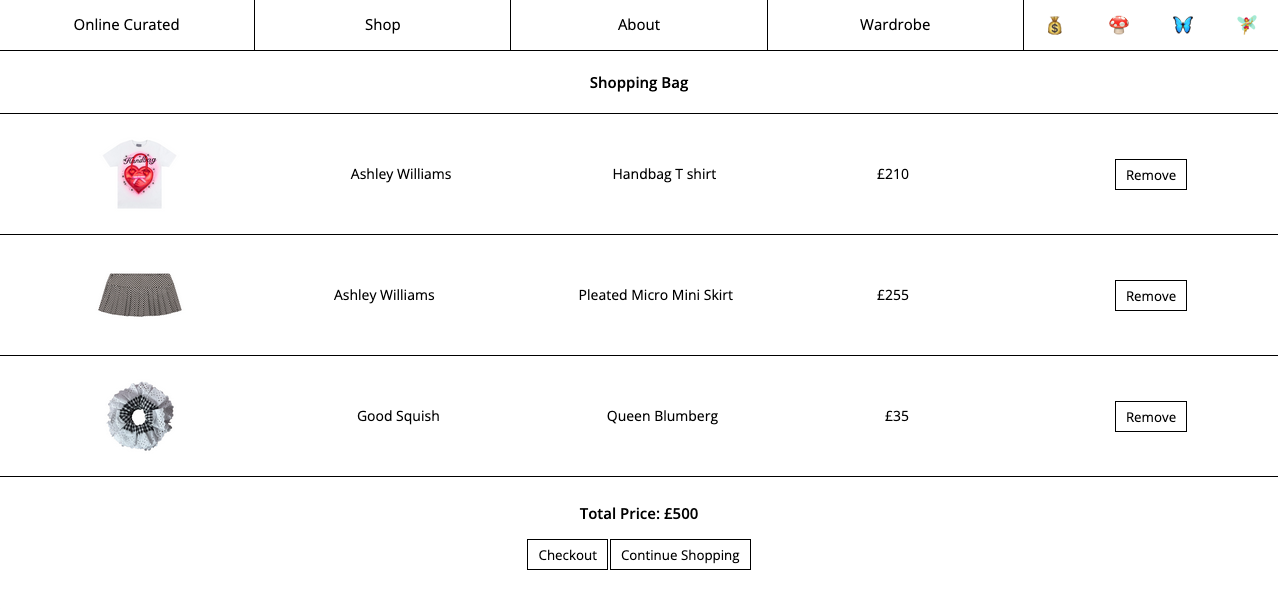 Online Curated
Shop
About
Wardrobe
Shopping Bag
Handbag
Ashley Williams
Handbag T shirt
£210
Remove
Ashley Williams
Pleated Micro Mini Skirt
£255
Remove
Good Squish
Queen Blumberg
£35
Remove
Total Price: £500
Checkout
Continue Shopping